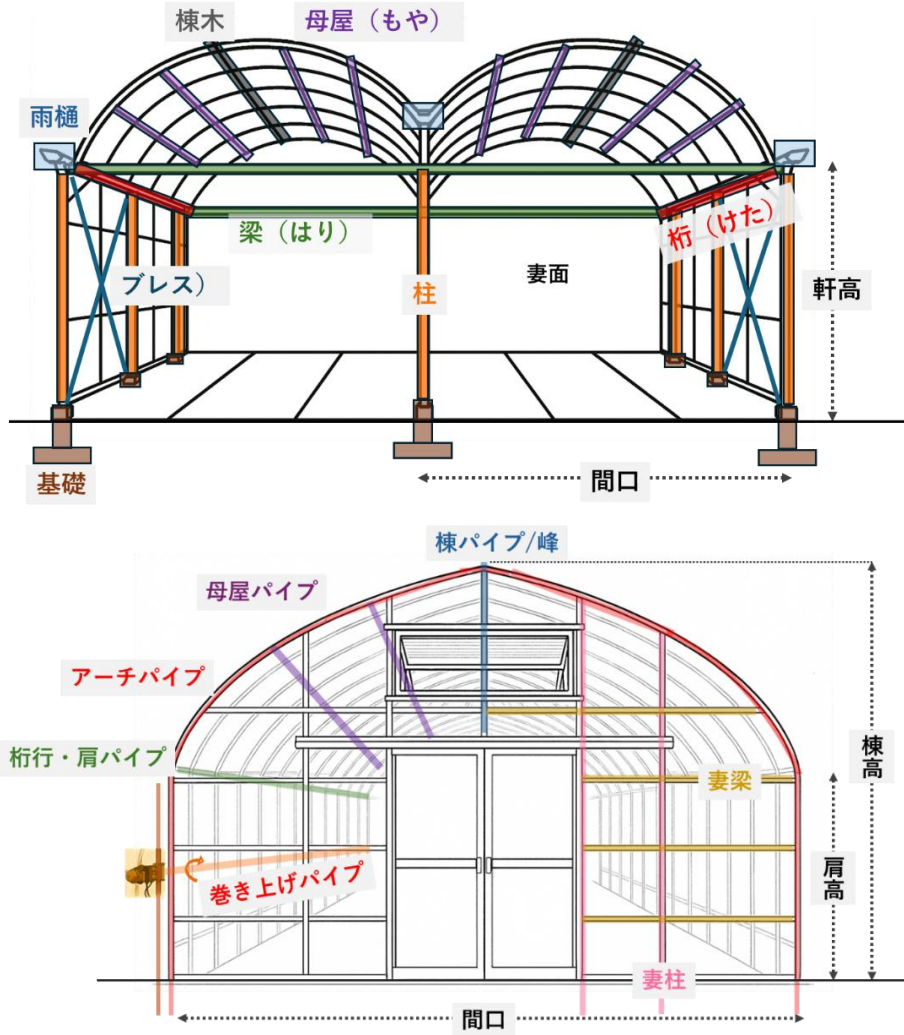 棟木
母屋（もや）
雨樋
梁（はり）
桁（けた）
ブレス）
柱
妻面
軒高
基礎
間口
棟パイプ/峰
母屋パイプ
アーチパイプ
桁行・肩パイプ
棟高
妻梁
肩高
巻き上げパイプ
妻柱
間口